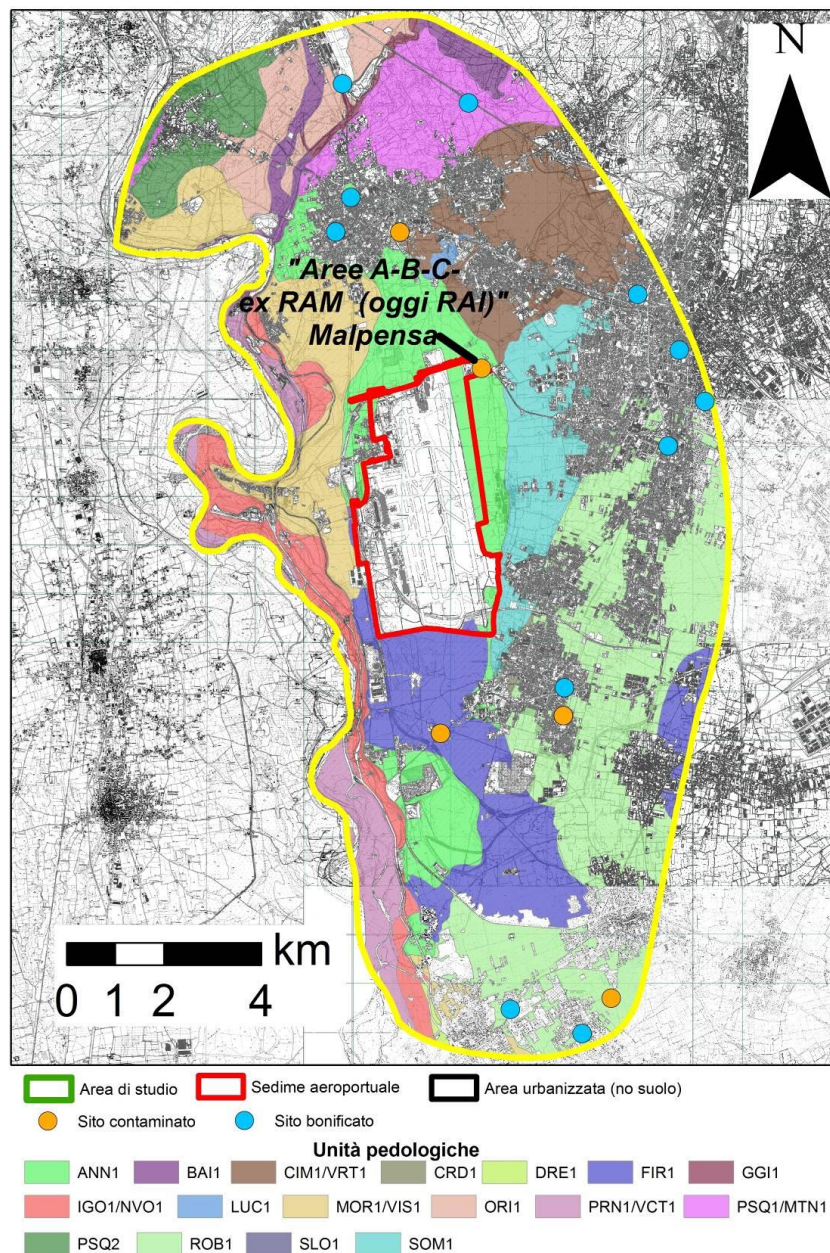 N
"Aree A-B-C-
ex RAM (oggi RAI)"
Malpensa
km
0 1 2 4
Area di studio Sedime aeroportuale Area urbanizzata (no suolo)
Sito contaminato Sito bonificato
Unità pedologiche
ANN1 BAI1 CIM1/VRT1 CRD1 DRE1 FIR1 GGI1
IGO1/NVO1 LUC1 MOR1/VIS1 ORI1 PRN1/VCT1 PSQ1/MTN1
PSQ2 ROB1 SLO1 SOM1